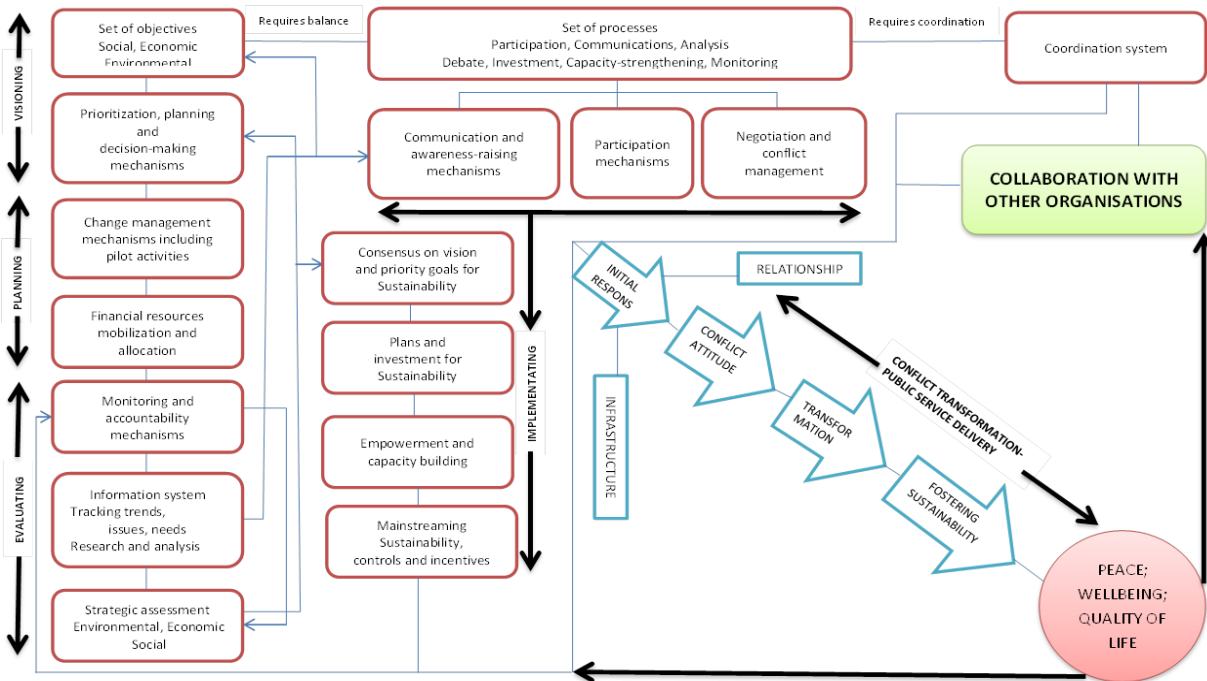 Set of objectives
Social, Economic
Environmental
Requires balance
Set of processes
Participation, Communications, Analysis
Debate, Investment, Capacity-strengthening, Monitoring
Requires coordination
Coordination system
VISIONING
Prioritization, planning
and
decision-making
mechanisms
Communication and
awareness-raising
mechanisms
Participation
mechanisms
Negotiation and
conflict
management
COLLABORATION WITH
OTHER ORGANISATIONS
PLANNING
Change management
mechanisms including
pilot activities
Consensus on vision
and priority goals for
Sustainability
INITIAL
RESPONS
RELATIONSHIP
Financial resources
mobilization and
allocation
Plans and
investment for
Sustainability
IMPLEMENTATING
CONFLICT
ATTITUDE
CONFLICT TRANSFORMATION-
PUBLIC SERVICE DELIVERY
INFRASTRUCTURE
EVALUATING
Monitoring and
accountability
mechanisms
Empowerment and
capacity building
TRANSFOR
MATION
Information system
Tracking trends,
issues, needs
Research and analysis
Mainstreaming
Sustainability,
controls and incentives
FOSTERING
SUSTAINABILITY
Strategic assessment
Environmental, Economic
Social
PEACE;
WELLBEING;
QUALITY OF
LIFE